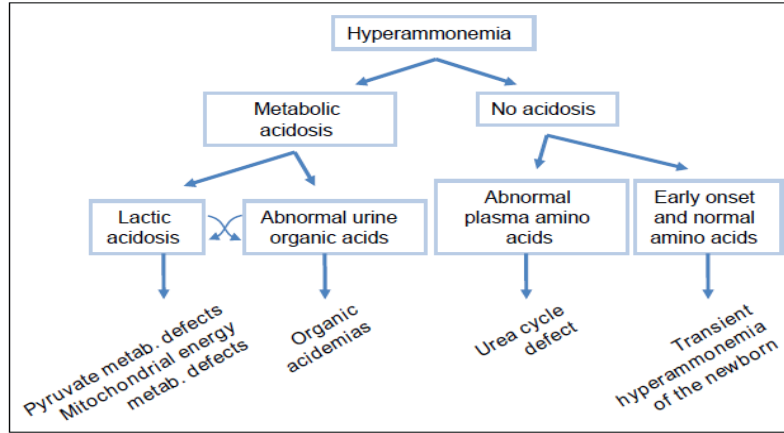 Hyperammonemia
Metabolic
acidosis
No acidosis
Lactic
acidosis
Abnormal urine
organic acids
Abnormal
plasma amino
acids
Early onset
and normal
amino acids
Pyruvate metab. defects
Mitochondrial energy
metab. defects
Organic
acidemias
Urea cycle
defect
Transient
hyperammonemia
of the newborn